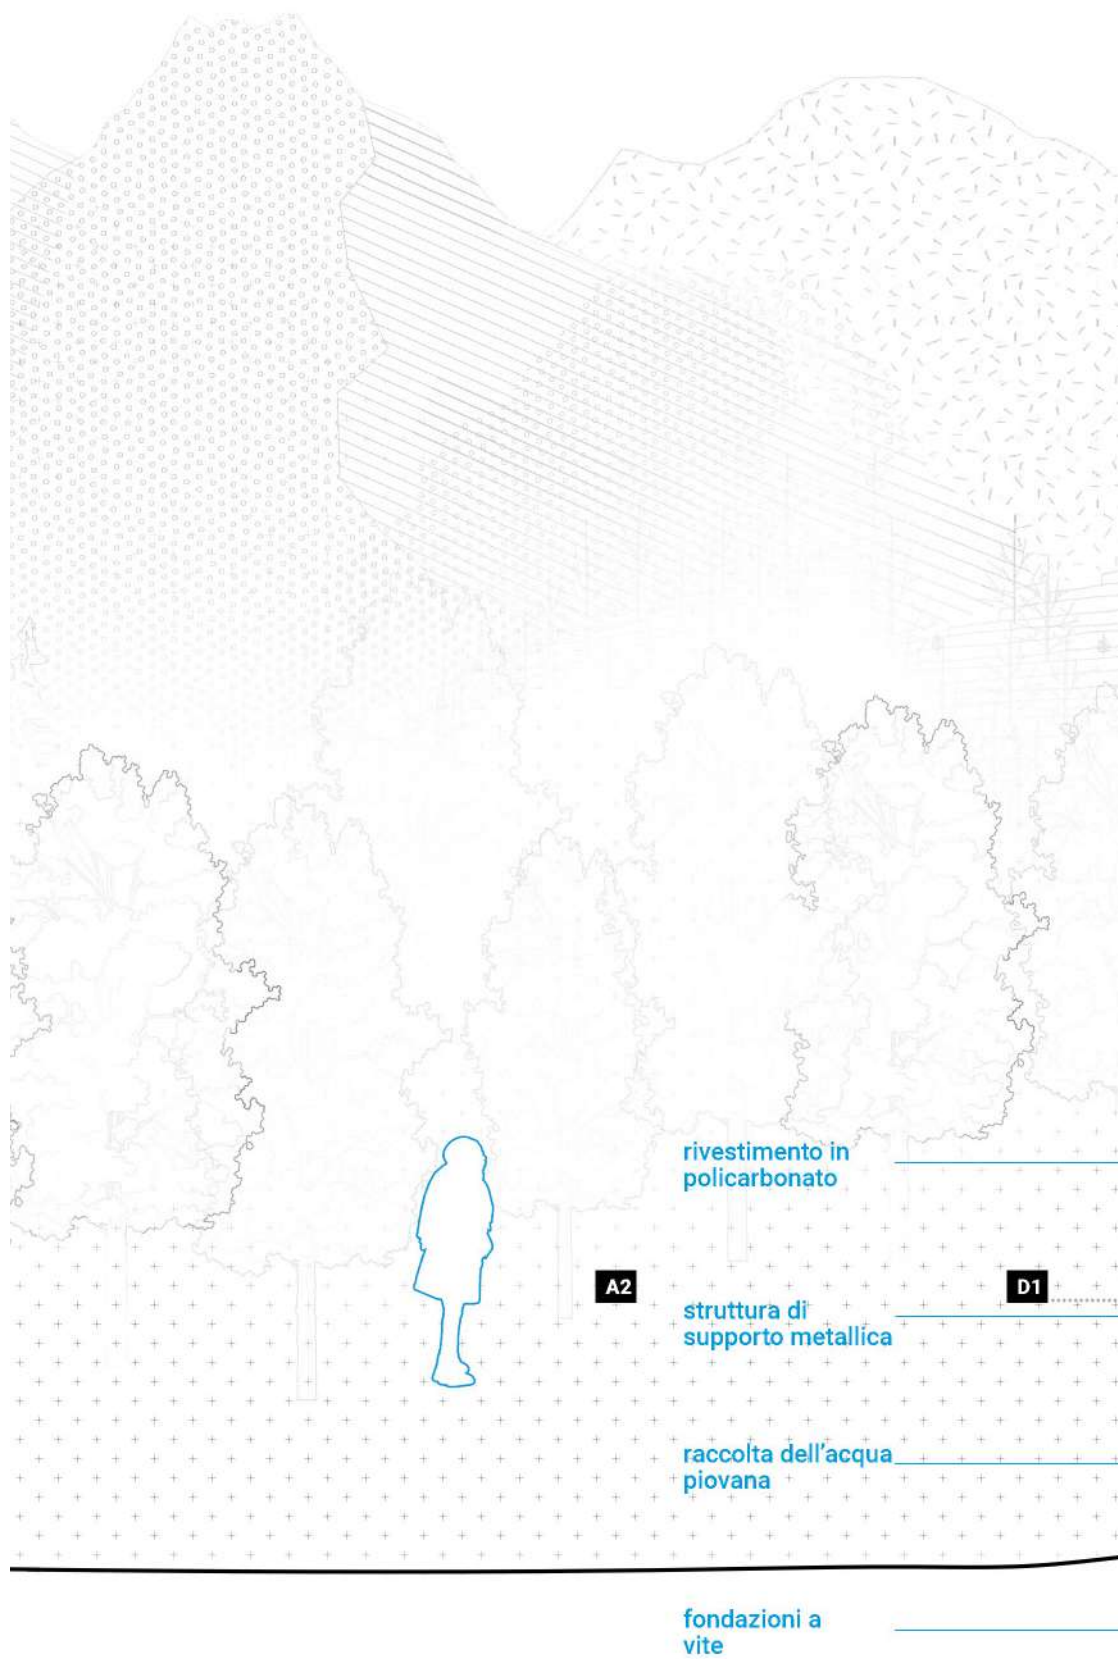 rivestimento in
policarbonato
A2
D1
struttura di
supporto metallica
raccolta dell'acqua
piovana
fondazioni a
vite